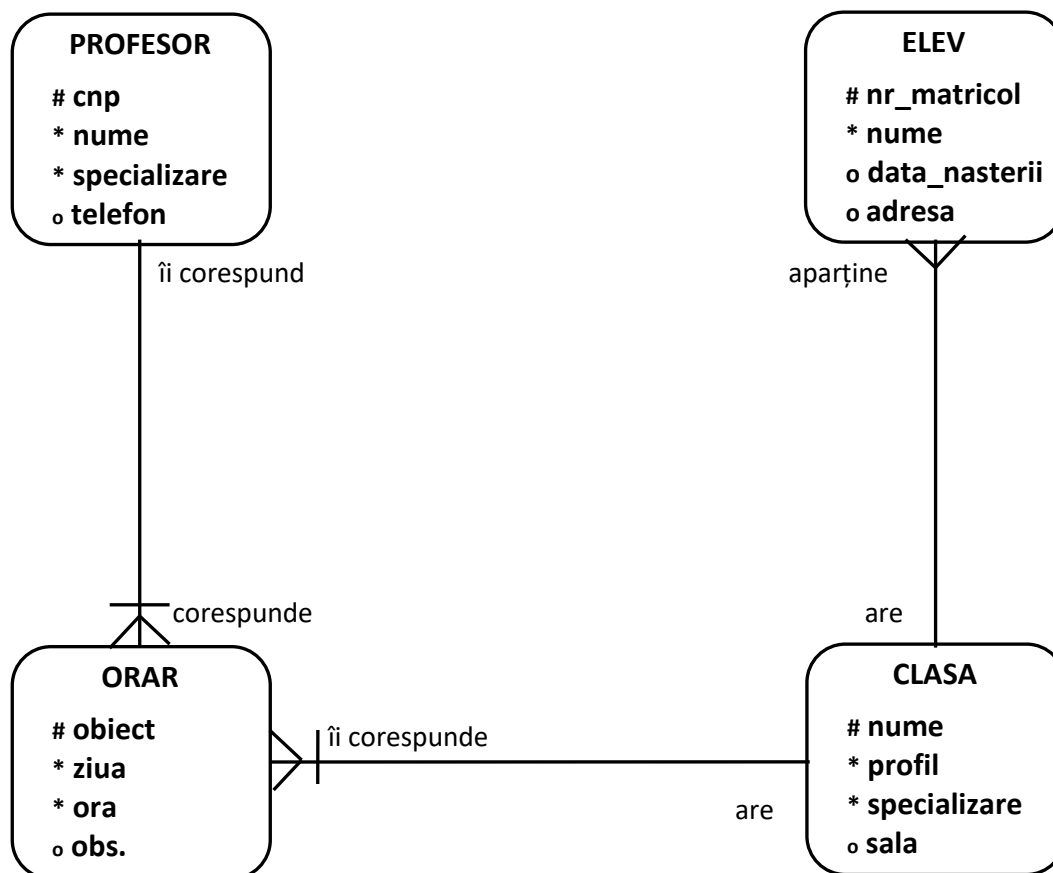 PROFESOR
# cnp
* nume
* specializare
o telefon
îi corespund
ELEV
# nr_matricol
* nume
o data_nasterii
o adresa
aparține
corespunde
ORAR
# obiect
* ziua
* ora
o obs.
îi corespunde
are
are
CLASA
# nume
* profil
* specializare
o sala